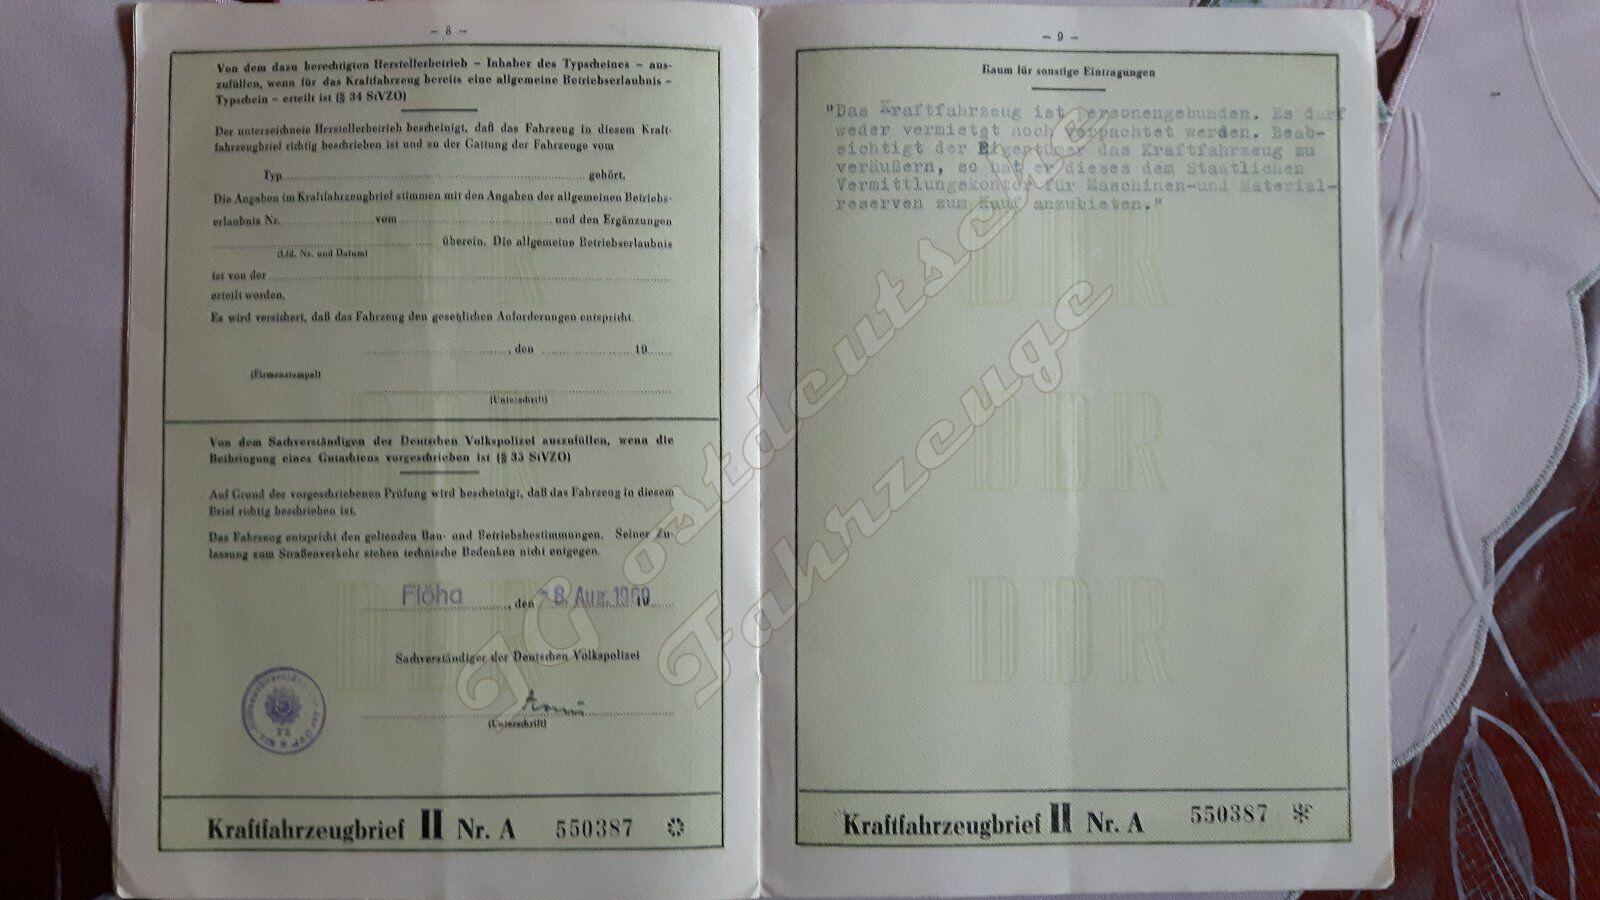 – 8 –
Von dem dazu berechtigten Herstellerbetrieb – Inhaber des Typscheines – aus-
zufüllen, wenn für das Kraftfahrzeug bereits eine allgemeine Betriebserlaubnis –
Typschein – erteilt ist (§ 34 StVZO)
Der unterzeichnete Herstellerbetrieb bescheinigt, daß das Fahrzeug in diesem Kraft-
fahrzeugbrief richtig beschrieben ist und zu der Gattung der Fahrzeuge vom
Typ gehört.
Die Angaben im Kraftfahrzeugbrief stimmen mit den Angaben der allgemeinen Betriebs-
erlaubnis Nr. vom und den Ergänzungen
überein. Die allgemeine Betriebserlaubnis
(Lfd. Nr. und Datum)
ist von der
erteilt worden.
Es wird versichert, daß das Fahrzeug den gesetzlichen Anforderungen entspricht.
, den 19
(Firmenstempel)
(Unterschrift)
Von dem Sachverständigen der Deutschen Volkspolizei auszufüllen, wenn die
Beibringung eines Gutachtens vorgeschrieben ist (§ 33 StVZO)
Auf Grund der vorgeschriebenen Prüfung wird bescheinigt, daß das Fahrzeug in diesem
Brief richtig beschrieben ist.
Das Fahrzeug entspricht den geltenden Bau- und Betriebsbestimmungen. Seiner Zu-
lassung zum Straßenverkehr stehen technische Bedenken nicht entgegen.
Flöha, den 8. Aug. 1969 19
Sachverständiger der Deutschen Volkspolizei
(Unterschrift)
Kraftfahrzeugbrief II Nr. A 550387
– 9 –
Raum für sonstige Eintragungen
"Das Kraftfahrzeug ist personengebunden. Es darf
weder vermietet noch verpachtet werden. Beab-
sichtigt der Eigentümer das Kraftfahrzeug zu
veräußern, so hat er dieses dem Staatlichen
Vermittlungskontor für Maschinen-und Material-
reserven zum Kauf anzubieten."
DDR
DDR
DDR
Kraftfahrzeugbrief II Nr. A 550387
IG ostdeutsche
Fahrzeuge